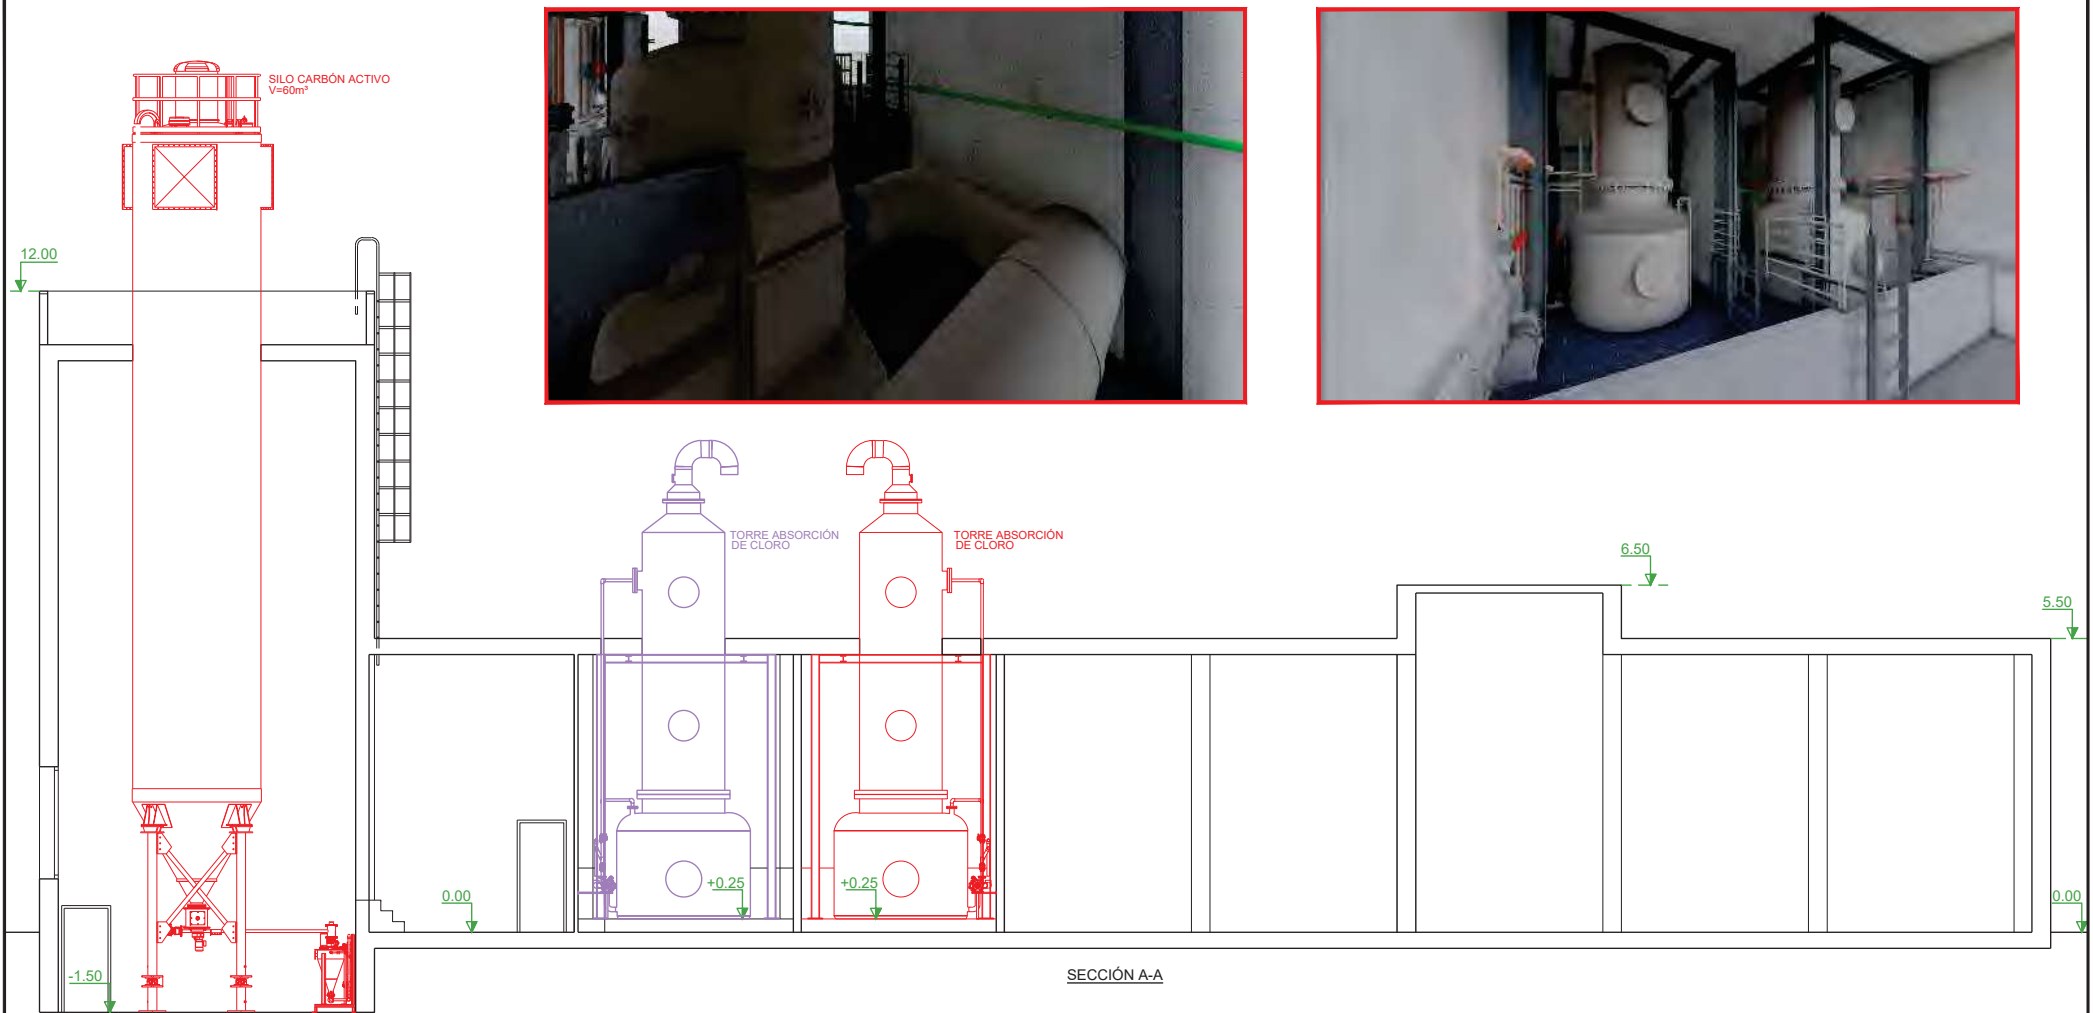 SILO CARBÓN ACTIVO
V=60m³
12.00
TORRE ABSORCIÓN
DE CLORO
TORRE ABSORCIÓN
DE CLORO
6.50
5.50
0.00
+0.25
+0.25
0.00
-1.50
SECCIÓN A-A